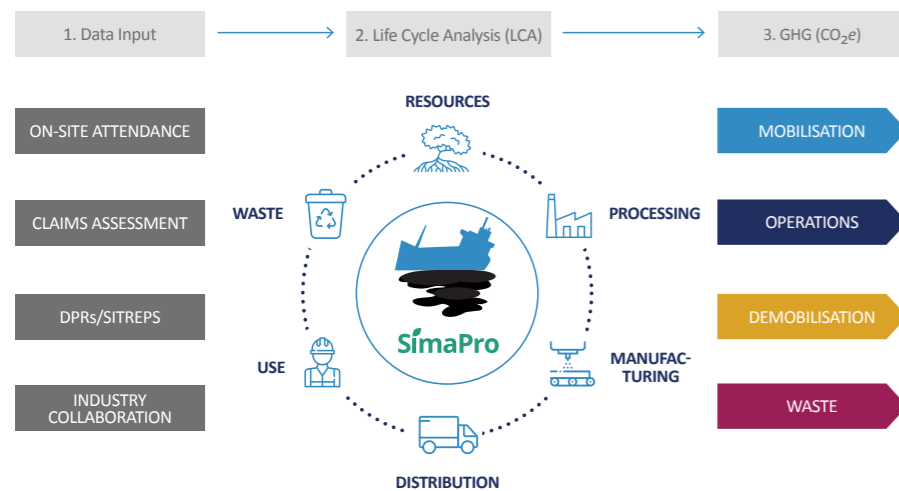 1. Data Input
2. Life Cycle Analysis (LCA)
3. GHG (CO₂e)
ON-SITE ATTENDANCE
CLAIMS ASSESSMENT
DPRs/SITREPS
INDUSTRY
COLLABORATION
RESOURCES
PROCESSING
MANUFAC-
TURING
DISTRIBUTION
USE
WASTE
SimaPro
MOBILISATION
OPERATIONS
DEMOBILISATION
WASTE